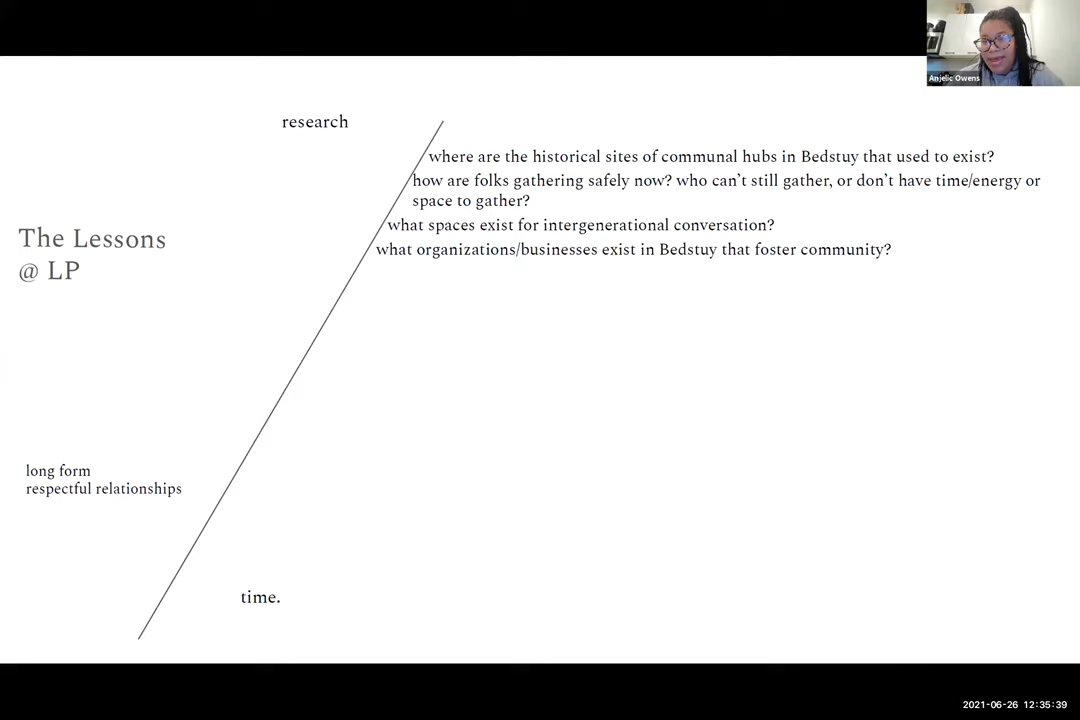 Anjelic Owens
research
where are the historical sites of communal hubs in Bedstuy that used to exist?
how are folks gathering safely now? who can't still gather, or don't have time/energy or
space to gather?
what spaces exist for intergenerational conversation?
what organizations/businesses exist in Bedstuy that foster community?
The Lessons
@ LP
long form
respectful relationships
time.
2021-06-26 12:35:39